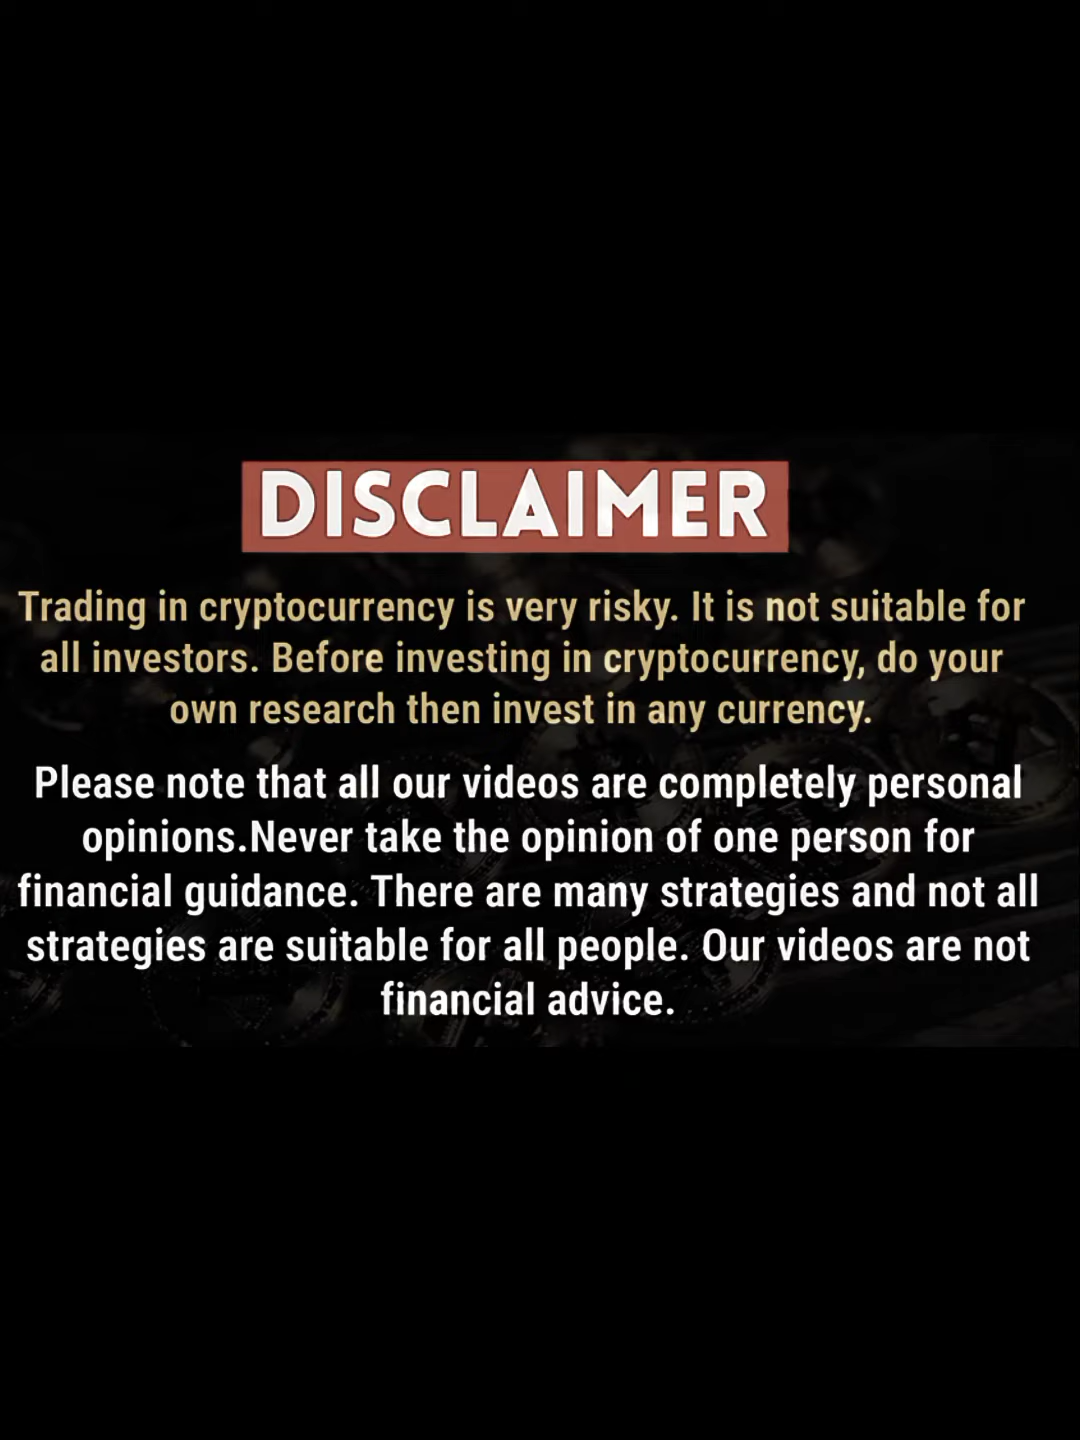 DISCLAIMER
Trading in cryptocurrency is very risky. It is not suitable for
all investors. Before investing in cryptocurrency, do your
own research then invest in any currency.
Please note that all our videos are completely personal
opinions.Never take the opinion of one person for
financial guidance. There are many strategies and not all
strategies are suitable for all people. Our videos are not
financial advice.